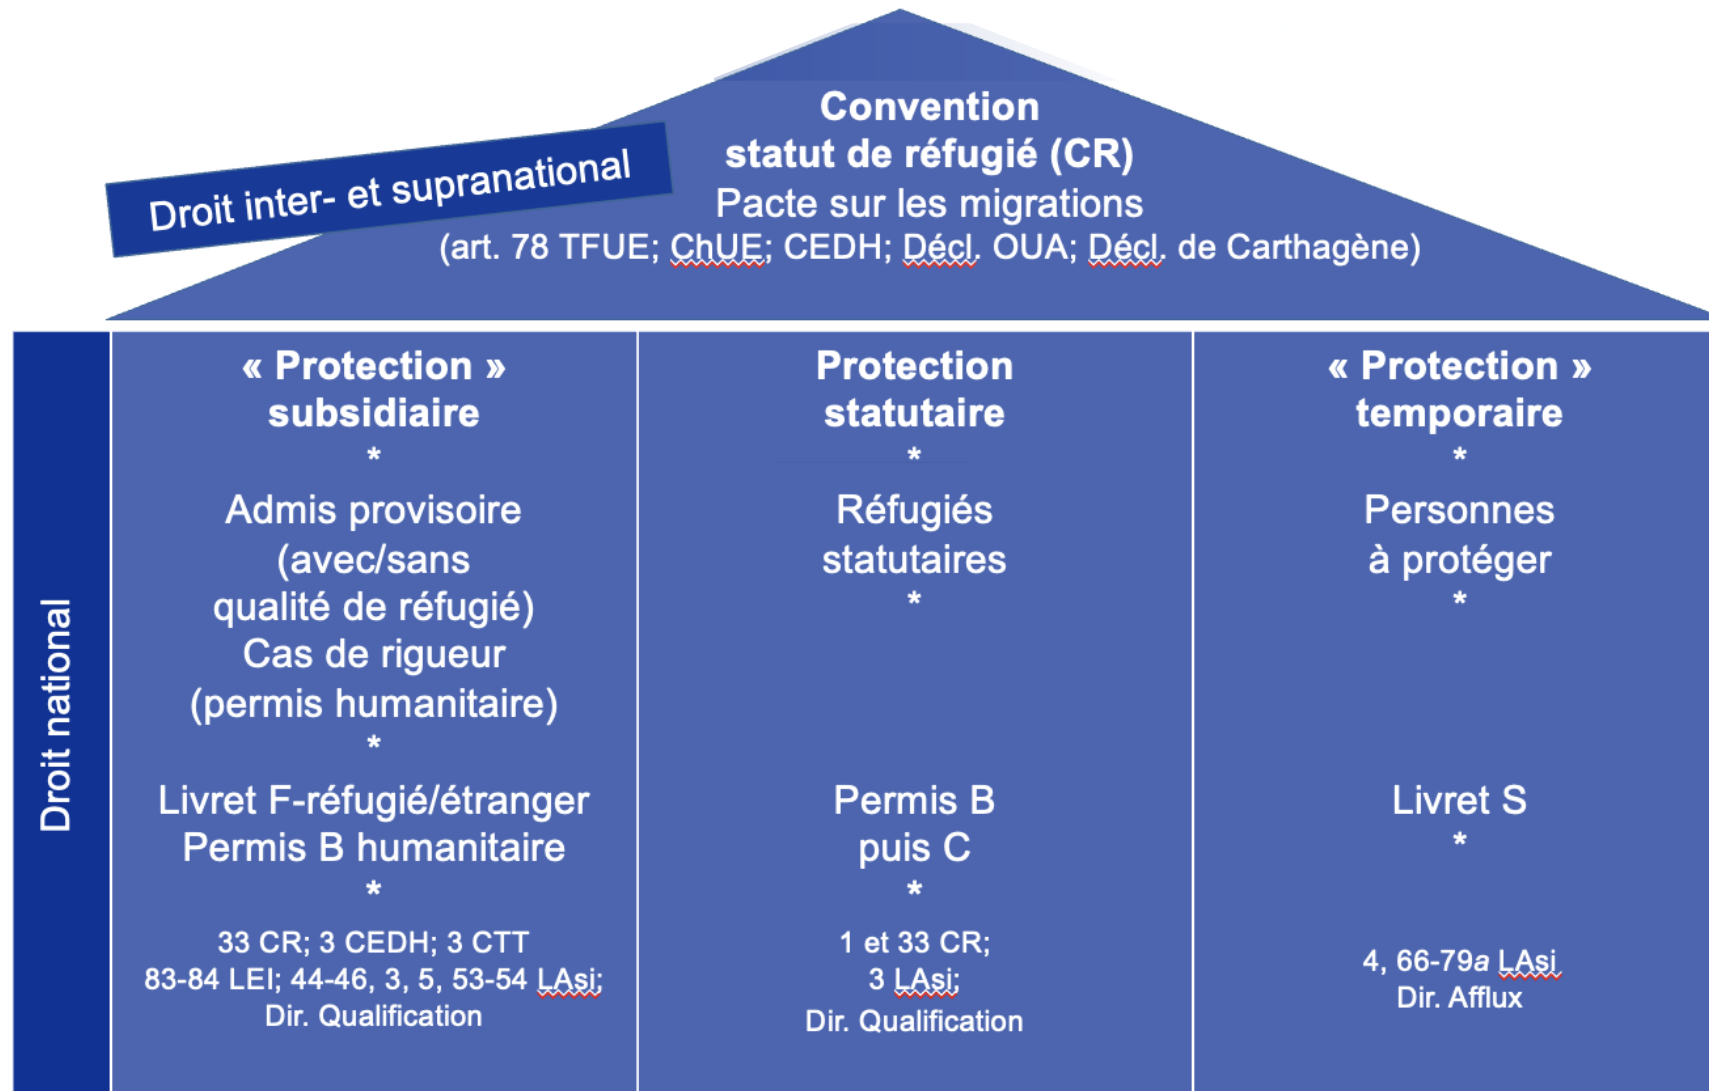 Convention
statut de réfugié (CR)
Droit inter- et supranational
Pacte sur les migrations
(art. 78 TFUE; ChUE; CEDH; Décl. OUA; Décl. de Carthagène)
Droit national
« Protection »
subsidiaire
*
Admis provisoire
(avec/sans
qualité de réfugié)
Cas de rigueur
(permis humanitaire)
*
Livret F-réfugié/étranger
Permis B humanitaire
*
33 CR; 3 CEDH; 3 CTT
83-84 LEI; 44-46, 3, 5, 53-54 LAsi;
Dir. Qualification
Protection
statutaire
*
Réfugiés
statutaires
*
Permis B
puis C
*
1 et 33 CR;
3 LAsi;
Dir. Qualification
« Protection »
temporaire
*
Personnes
à protéger
*
Livret S
*
4, 66-79a LAsi
Dir. Afflux